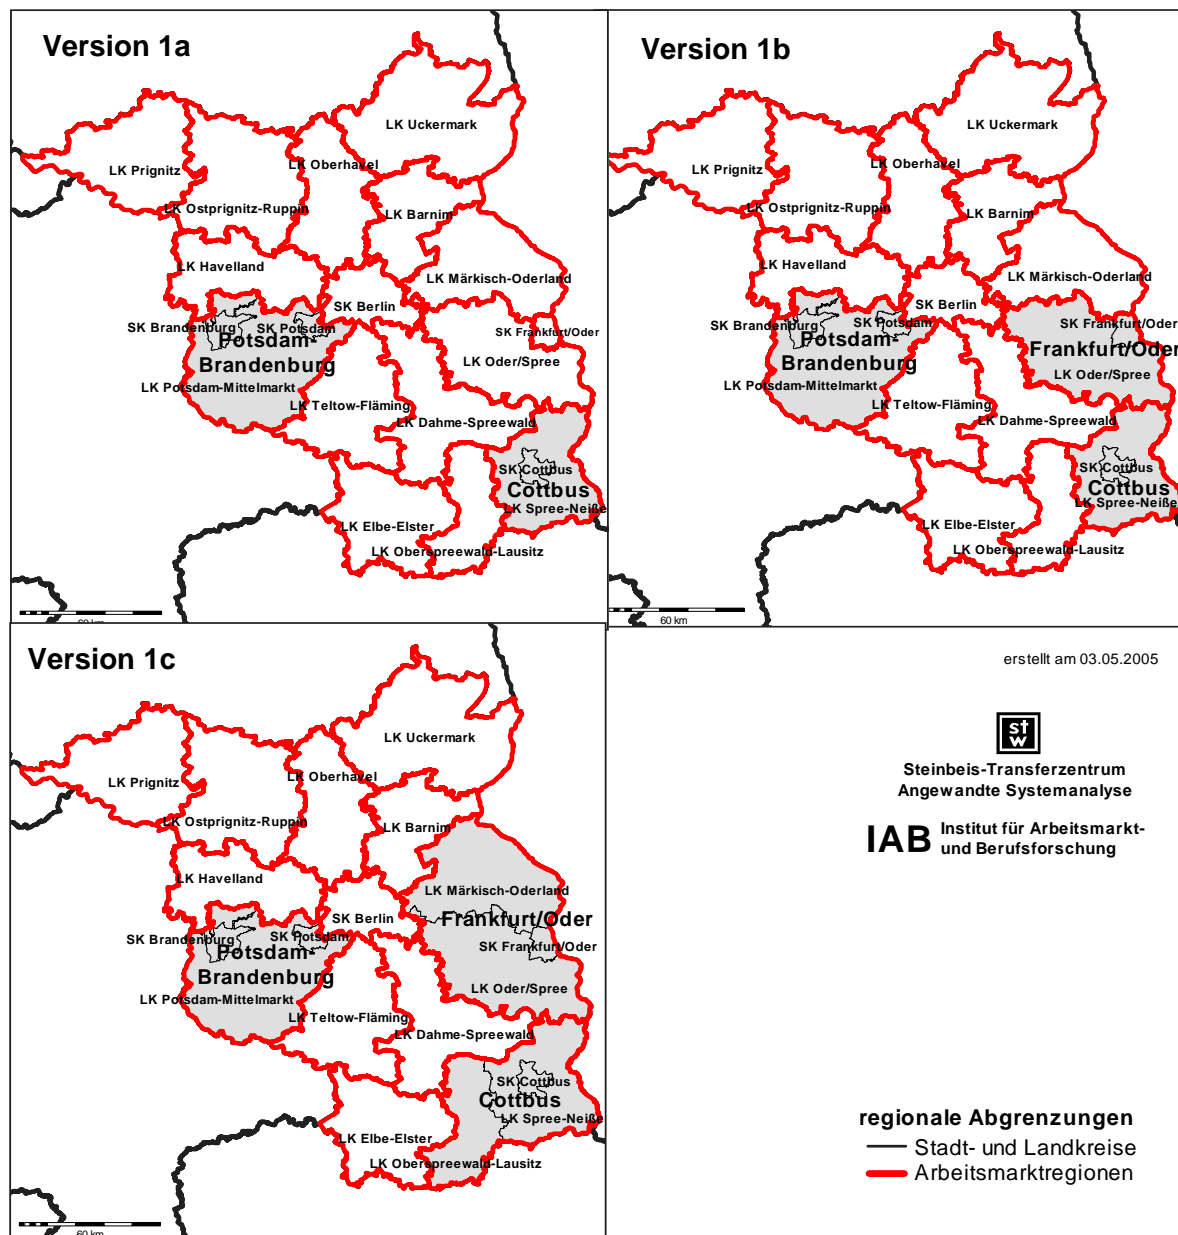 Version 1a
LK Uckermark
LK Prignitz
LK Oberhavel
LK Ostprignitz-Ruppin
LK Barnim
LK Havelland
LK Märkisch-Oderland
SK Berlin
SK Brandenburg
SK Potsdam
SK Frankfurt/Oder
Potsdam-
Brandenburg
LK Oder/Spree
LK Potsdam-Mittelmarkt
LK Teltow-Fläming
LK Dahme-Spreewald
SK Cottbus
Cottbus
LK Spree-Neiße
LK Elbe-Elster
LK Oberspreewald-Lausitz
60 km
Version 1b
LK Uckermark
LK Prignitz
LK Oberhavel
LK Ostprignitz-Ruppin
LK Barnim
LK Havelland
LK Märkisch-Oderland
SK Berlin
SK Brandenburg
SK Potsdam
SK Frankfurt/Oder
Potsdam-
Brandenburg
Frankfurt/Oder
LK Oder/Spree
LK Potsdam-Mittelmarkt
LK Teltow-Fläming
LK Dahme-Spreewald
SK Cottbus
Cottbus
LK Spree-Neiße
LK Elbe-Elster
LK Oberspreewald-Lausitz
60 km
Version 1c
LK Uckermark
LK Prignitz
LK Oberhavel
LK Ostprignitz-Ruppin
LK Barnim
LK Havelland
LK Märkisch-Oderland
SK Berlin
Frankfurt/Oder
SK Brandenburg
SK Potsdam
SK Frankfurt/Oder
Potsdam-
Brandenburg
LK Oder/Spree
LK Potsdam-Mittelmarkt
LK Teltow-Fläming
LK Dahme-Spreewald
SK Cottbus
Cottbus
LK Spree-Neiße
LK Elbe-Elster
LK Oberspreewald-Lausitz
60 km
erstellt am 03.05.2005
st
w
Steinbeis-Transferzentrum
Angewandte Systemanalyse
IAB Institut für Arbeitsmarkt-
und Berufsforschung
regionale Abgrenzungen
Stadt- und Landkreise
Arbeitsmarktregionen